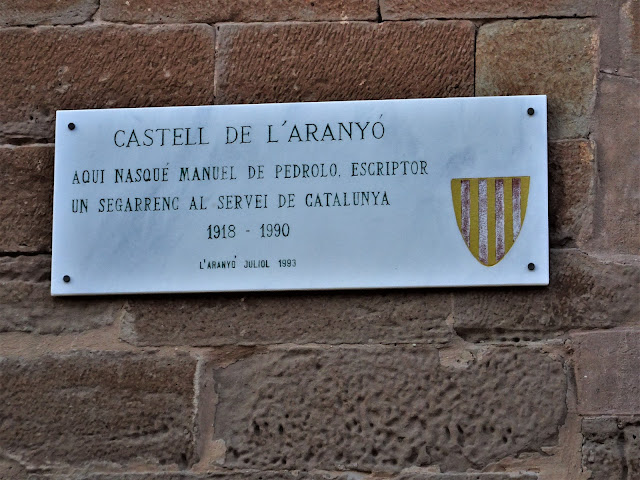 CASTELL DE L'ARANYÓ
AQUI NASQUÉ MANUEL DE PEDROLO. ESCRIPTOR
UN SEGARRENC AL SERVEI DE CATALUNYA
1918 - 1990
L'ARANYÓ JULIOL 1993